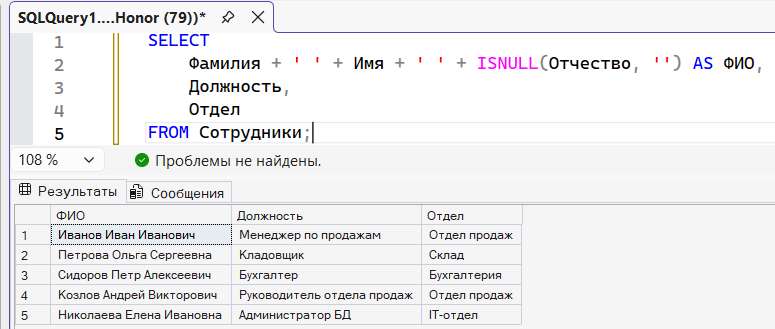 SQLQuery1....Honor (79))*
1 SELECT
2 Фамилия + ' ' + Имя + ' ' + ISNULL(Отчество, '') AS ФИО,
3 Должность,
4 Отдел
5 FROM Сотрудники;
108 % Проблемы не найдены.
Результаты Сообщения
ФИО Должность Отдел
1 Иванов Иван Иванович Менеджер по продажам Отдел продаж
2 Петрова Ольга Сергеевна Кладовщик Склад
3 Сидоров Петр Алексеевич Бухгалтер Бухгалтерия
4 Козлов Андрей Викторович Руководитель отдела продаж Отдел продаж
5 Николаева Елена Ивановна Администратор БД IT-отдел